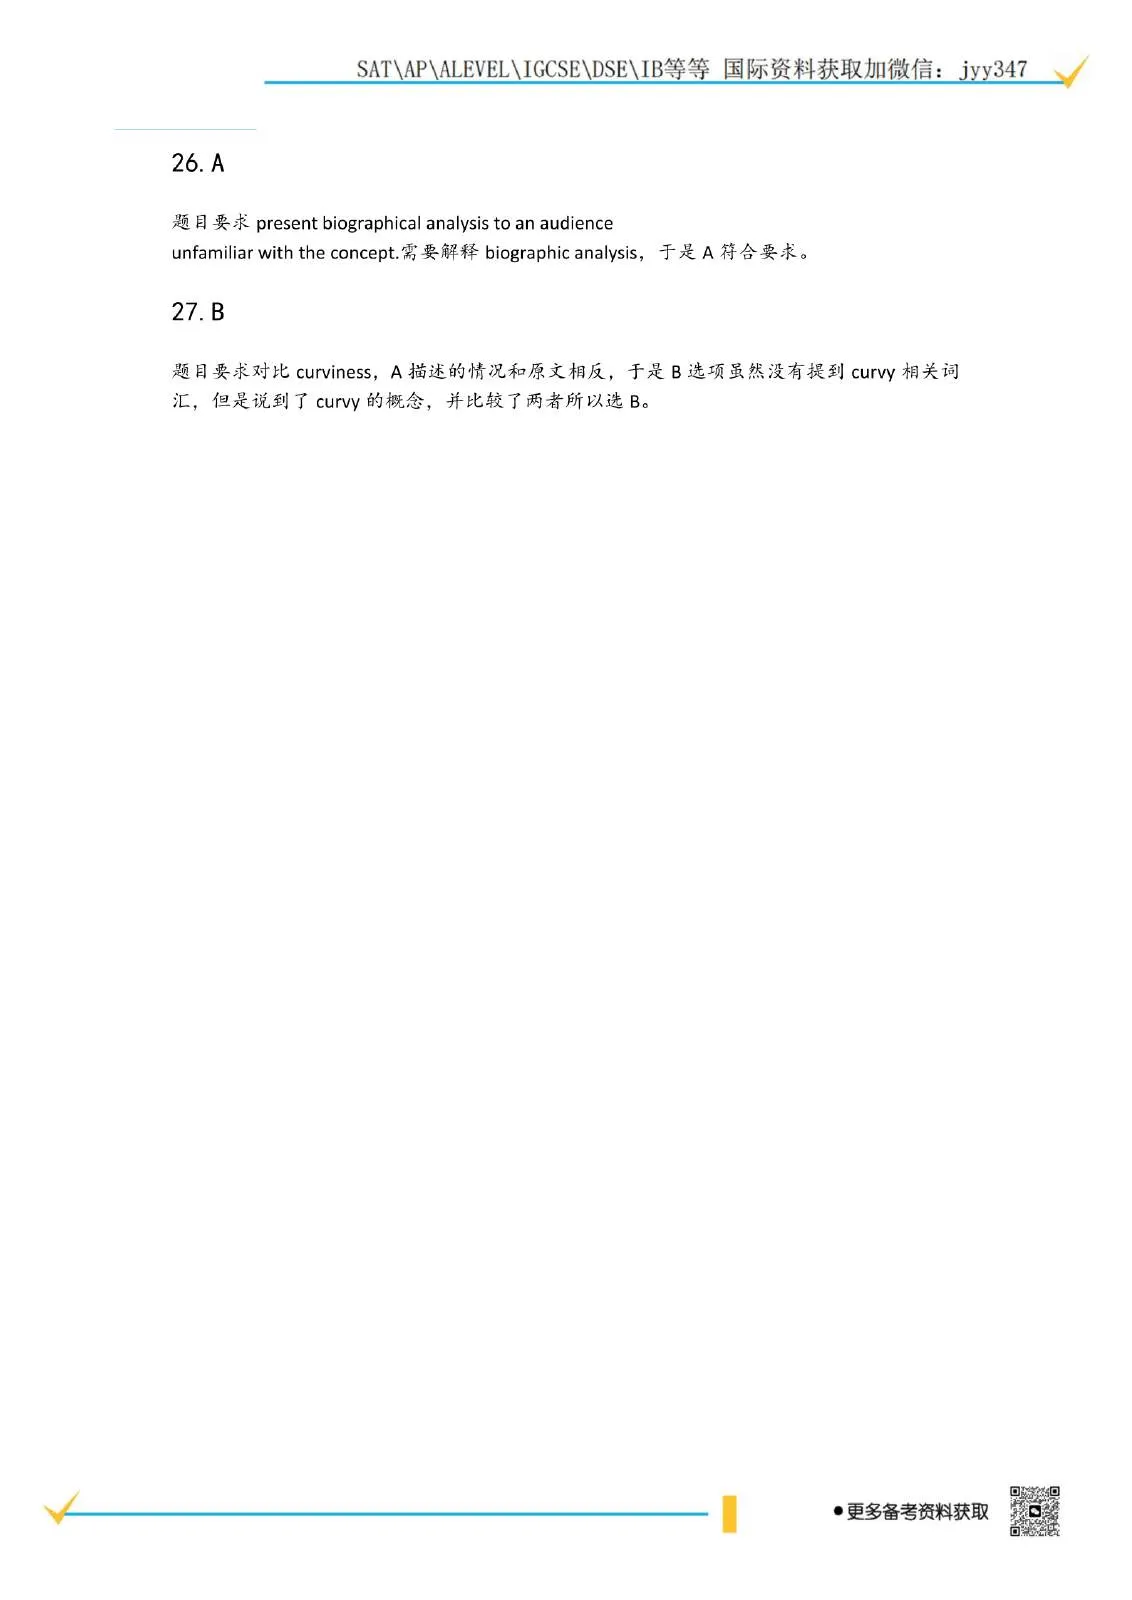 SAT\AP\ALEVEL\IGCSE\DSE\IB等等 国际资料获取加微信：jyy347
26. A
题目要求 present biographical analysis to an audience
unfamiliar with the concept.需要解释 biographic analysis，于是 A 符合要求。
27. B
题目要求对比 curviness，A 描述的情况和原文相反，于是 B 选项虽然没有提到 curvy 相关词
汇，但是说到了 curvy 的概念，并比较了两者所以选 B。
●更多备考资料获取